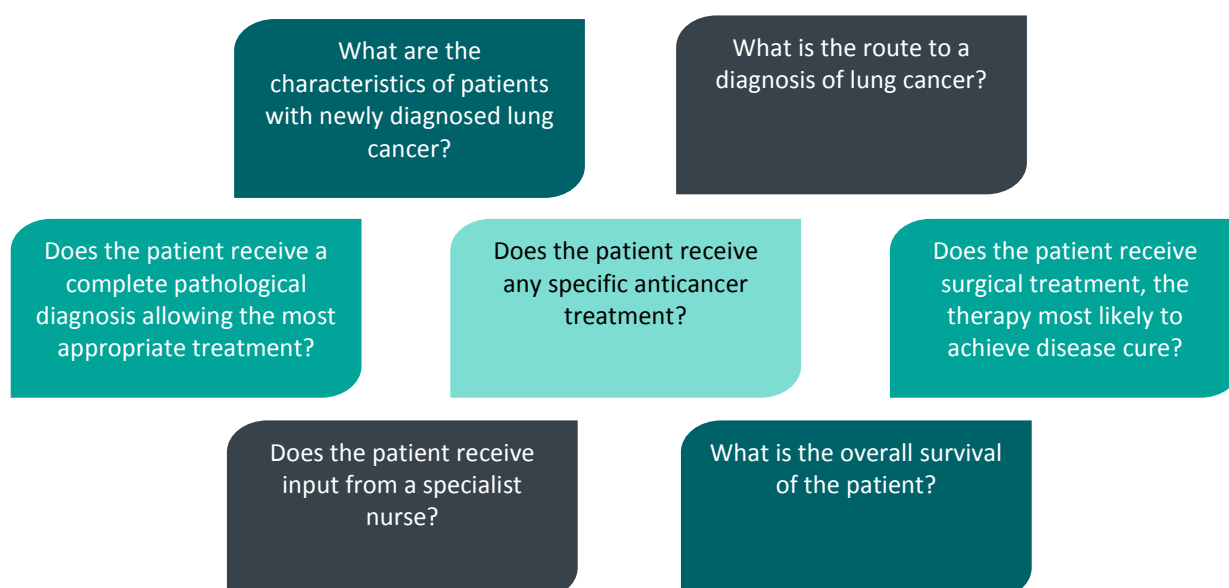 What are the
characteristics of patients
with newly diagnosed lung
cancer?
What is the route to a
diagnosis of lung cancer?
Does the patient receive a
complete pathological
diagnosis allowing the most
appropriate treatment?
Does the patient receive
any specific anticancer
treatment?
Does the patient receive
surgical treatment, the
therapy most likely to
achieve disease cure?
Does the patient receive
input from a specialist
nurse?
What is the overall survival
of the patient?